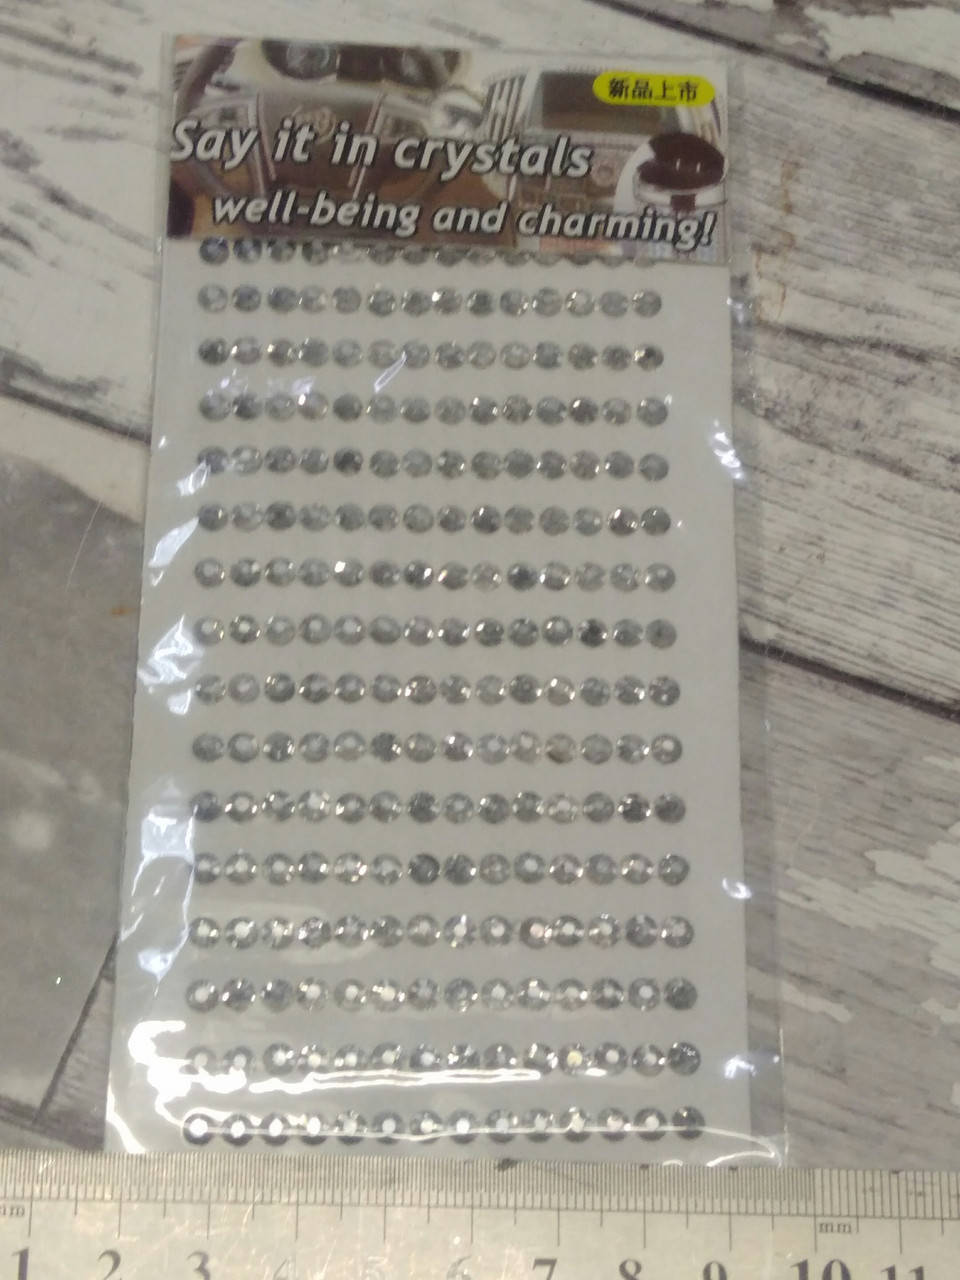 新品上市
Say it in crystals
well-being and charming!
mm
mm
1 2 3 4 5 6 7 8 9 10 11